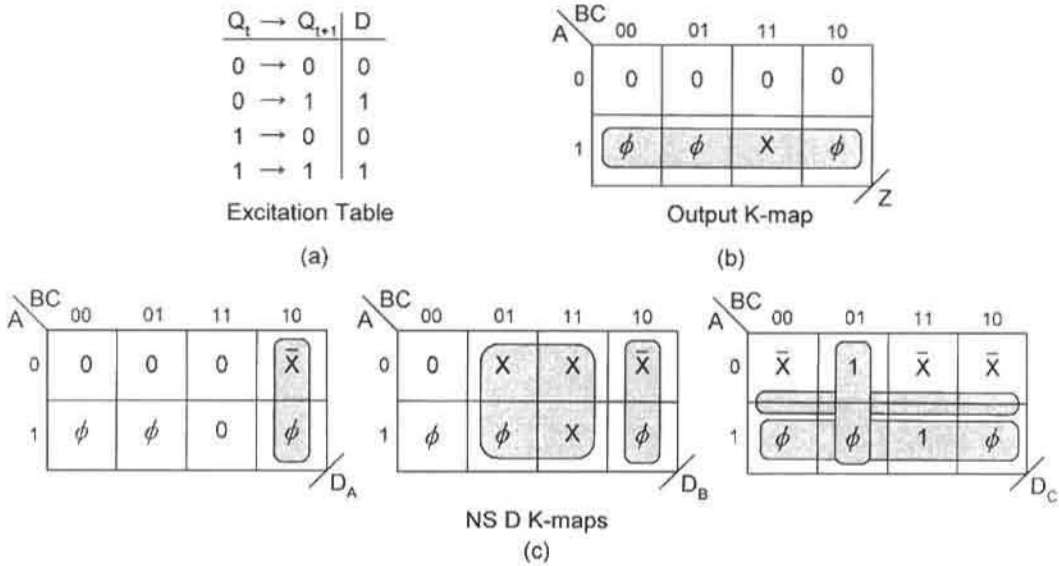 Qt → Qt+1 D
0 → 0 0
0 → 1 1
1 → 0 0
1 → 1 1
Excitation Table
(a)
BC
A 00 01 11 10
0 0 0 0 0
1 ϕ ϕ X ϕ
Z
Output K-map
(b)
BC
A 00 01 11 10
0 0 0 0 X̄
1 ϕ ϕ 0 ϕ
DA
BC
A 00 01 11 10
0 0 X X X̄
1 ϕ ϕ X ϕ
DB
BC
A 00 01 11 10
0 X̄ 1 X̄ X̄
1 ϕ ϕ 1 ϕ
DC
NS D K-maps
(c)